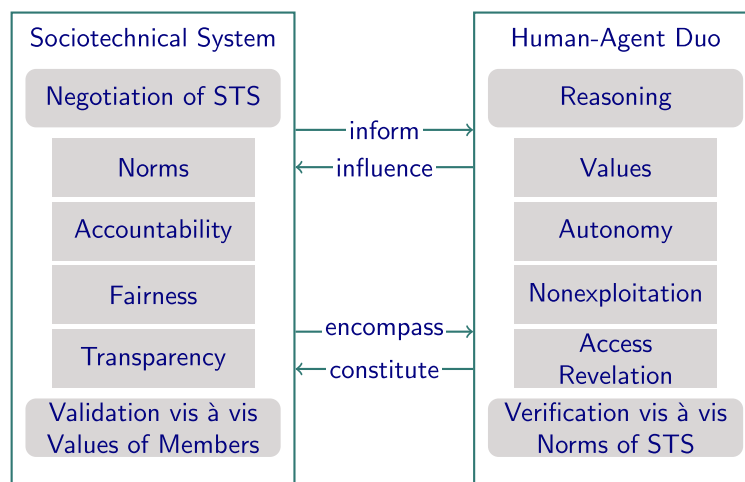 Sociotechnical System
Negotiation of STS
Norms
Accountability
Fairness
Transparency
Validation vis à vis
Values of Members
inform
influence
encompass
constitute
Human-Agent Duo
Reasoning
Values
Autonomy
Nonexploitation
Access
Revelation
Verification vis à vis
Norms of STS